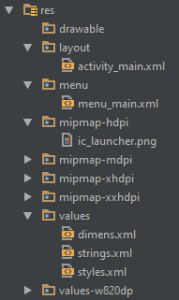 res
drawable
layout
activity_main.xml
menu
menu_main.xml
mipmap-hdpi
ic_launcher.png
mipmap-mdpi
mipmap-xhdpi
mipmap-xxhdpi
values
dimens.xml
strings.xml
styles.xml
values-w820dp